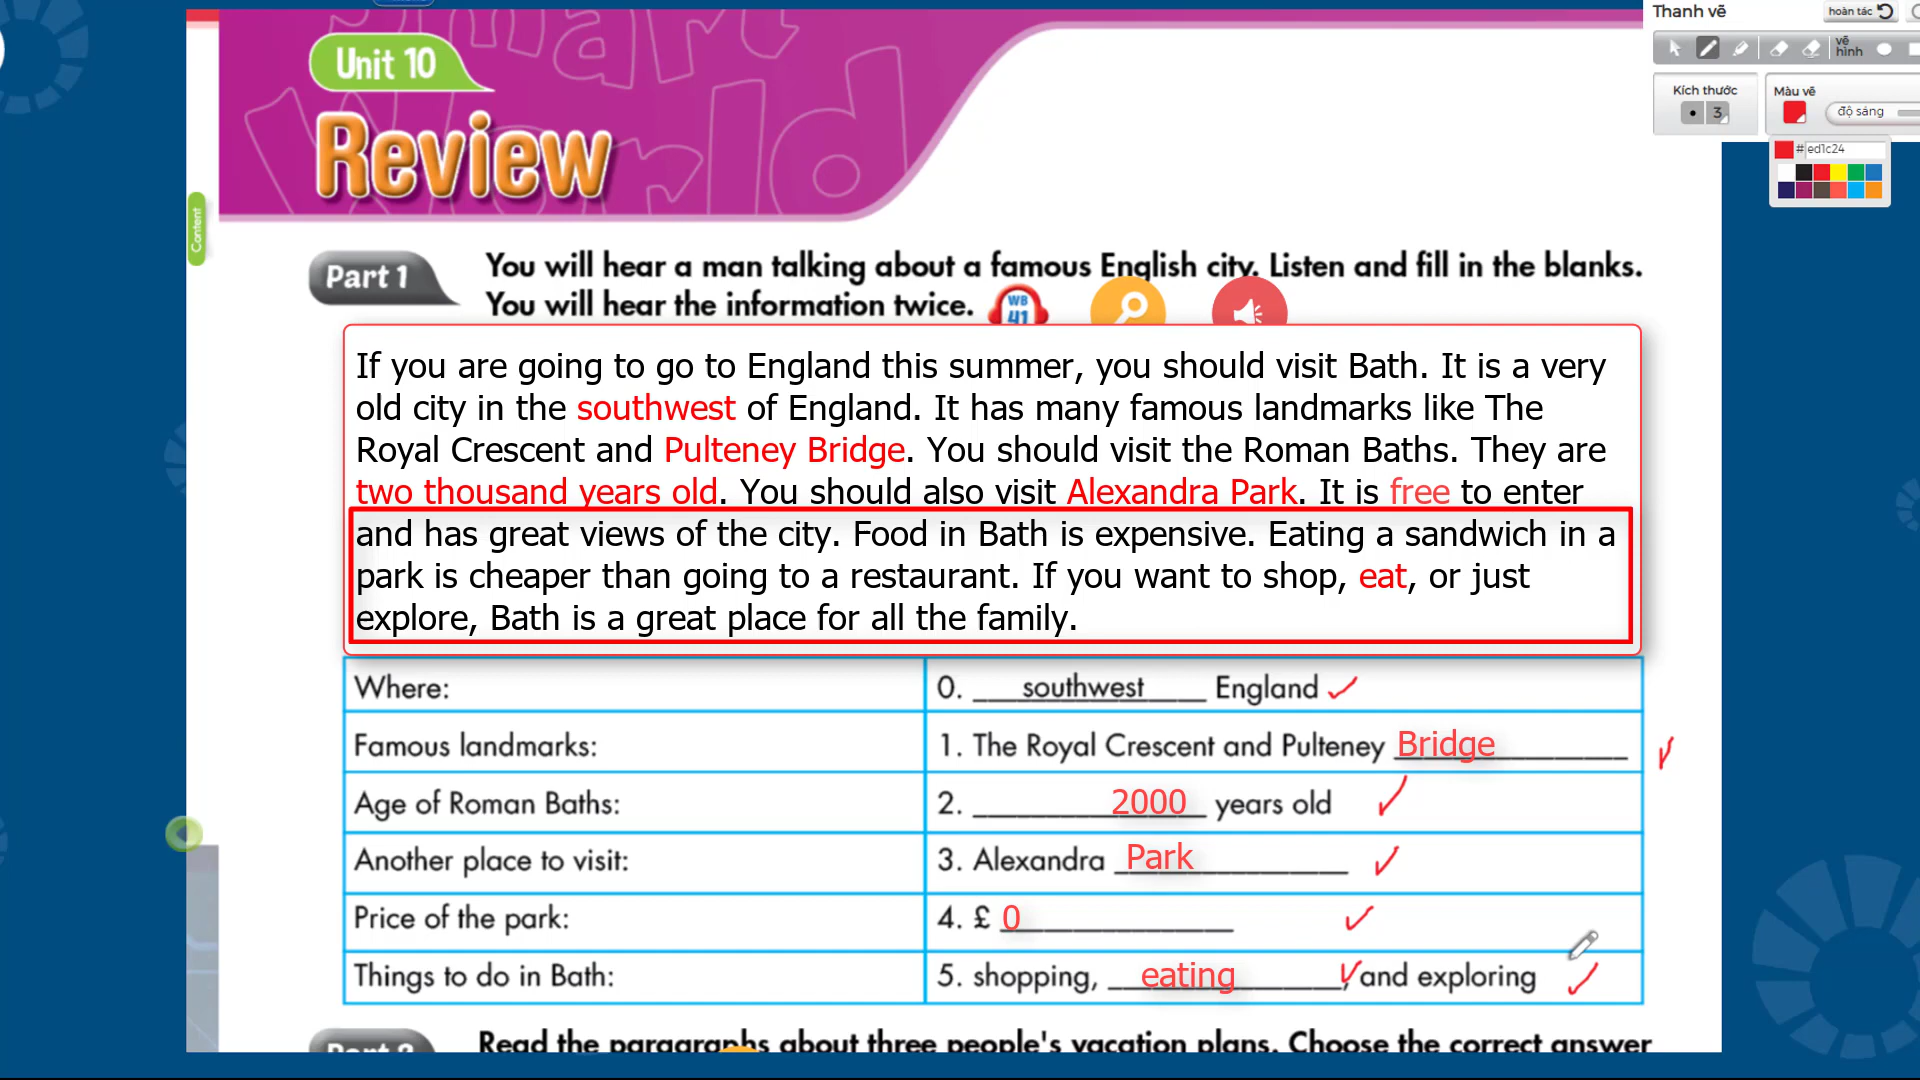 Thanh vẽ
hoàn tác
Unit 10
vẽ hình
Review
Kích thước
3
Màu vẽ
độ sáng
# ed1c24
Content
Part 1
You will hear a man talking about a famous English city. Listen and fill in the blanks.
You will hear the information twice.
WB
41
If you are going to go to England this summer, you should visit Bath. It is a very
old city in the southwest of England. It has many famous landmarks like The
Royal Crescent and Pulteney Bridge. You should visit the Roman Baths. They are
two thousand years old. You should also visit Alexandra Park. It is free to enter
and has great views of the city. Food in Bath is expensive. Eating a sandwich in a
park is cheaper than going to a restaurant. If you want to shop, eat, or just
explore, Bath is a great place for all the family.
Where: 0. southwest England
Famous landmarks: 1. The Royal Crescent and Pulteney Bridge
Age of Roman Baths: 2. 2000 years old
Another place to visit: 3. Alexandra Park
Price of the park: 4. £ 0
Things to do in Bath: 5. shopping, eating, and exploring
Part 2
Read the paragraphs about three people's vacation plans. Choose the correct answer